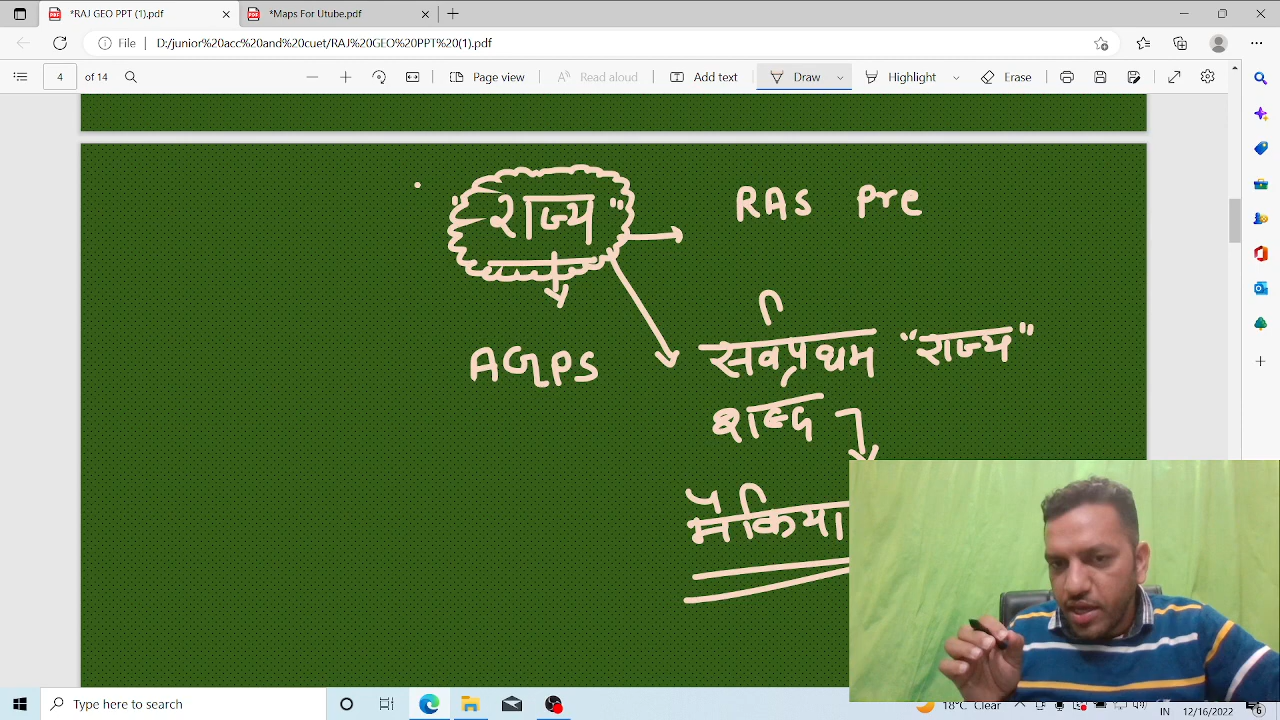 *RAJ GEO PPT (1).pdf
*Maps For Utube.pdf
File
D:/junior%20acc%20and%20cuet/RAJ%20GEO%20PPT%20(1).pdf
4 of 14
Page view
Read aloud
Add text
Draw
Highlight
Erase
"राज्य"
RAS Pre
AGPS
सर्वप्रथम "राज्य"
शब्द
ने किया
Type here to search
18°C Clear
IN
12/16/2022
6